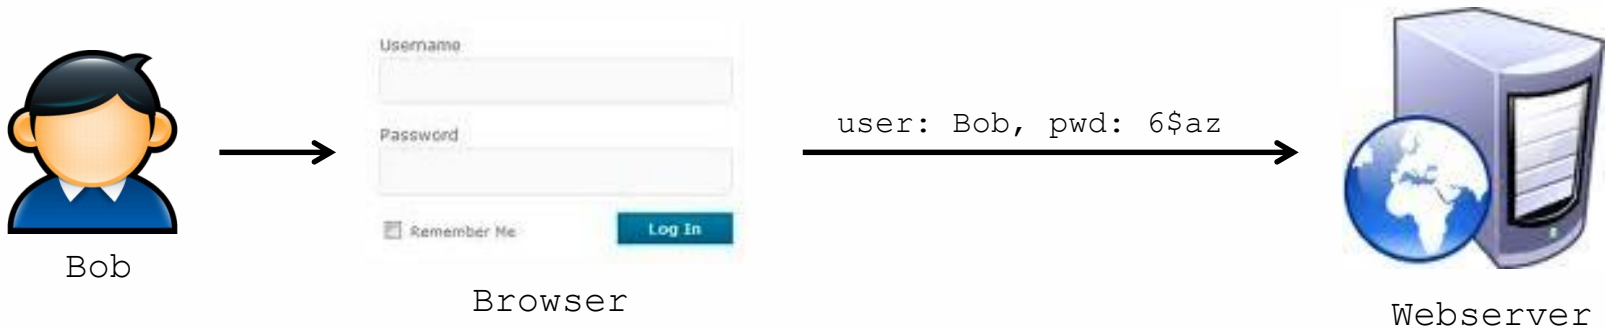 Username
Password
Remember Me
Log In
user: Bob, pwd: 6$az
Bob
Browser
Webserver